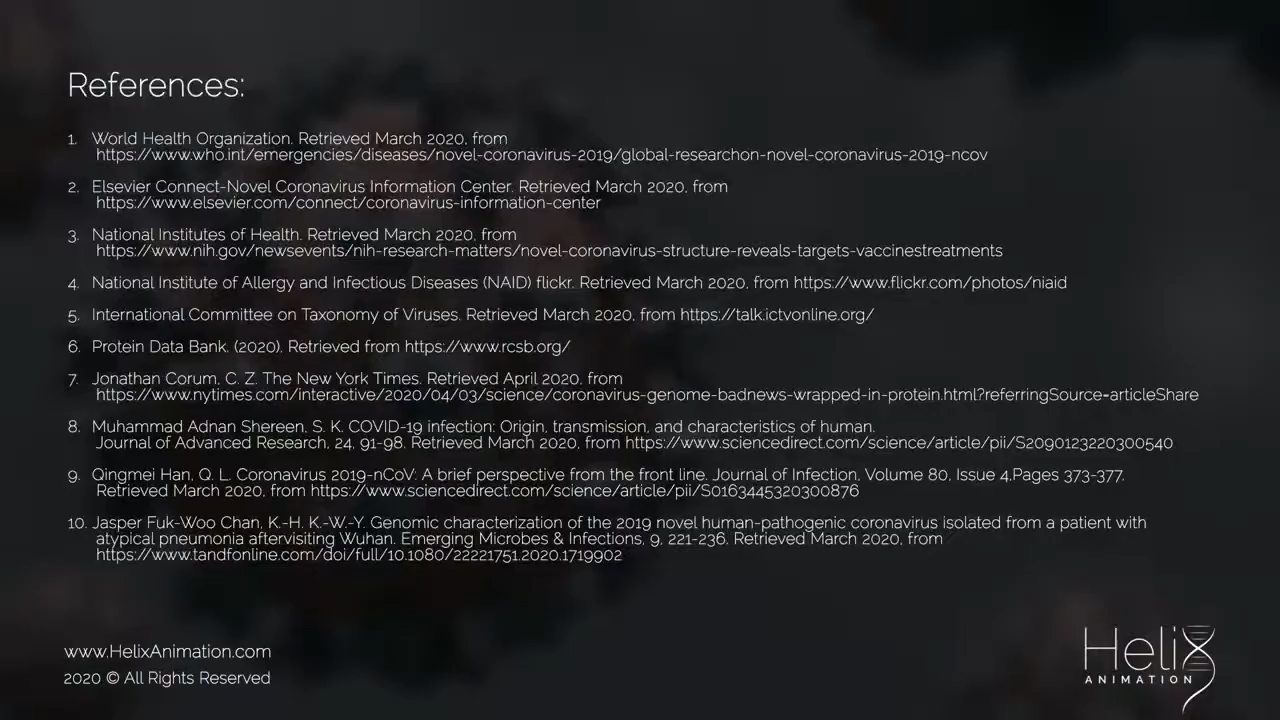 References:
1. World Health Organization. Retrieved March 2020, from
https://www.who.int/emergencies/diseases/novel-coronavirus-2019/global-researchon-novel-coronavirus-2019-ncov
2. Elsevier Connect-Novel Coronavirus Information Center. Retrieved March 2020, from
https://www.elsevier.com/connect/coronavirus-information-center
3. National Institutes of Health. Retrieved March 2020, from
https://www.nih.gov/newsevents/nih-research-matters/novel-coronavirus-structure-reveals-targets-vaccinestreatments
4. National Institute of Allergy and Infectious Diseases (NAID) flickr. Retrieved March 2020, from https://www.flickr.com/photos/niaid
5. International Committee on Taxonomy of Viruses. Retrieved March 2020, from https://talk.ictvonline.org/
6. Protein Data Bank. (2020). Retrieved from https://www.rcsb.org/
7. Jonathan Corum, C. Z. The New York Times. Retrieved April 2020, from
https://www.nytimes.com/interactive/2020/04/03/science/coronavirus-genome-badnews-wrapped-in-protein.html?referringSource=articleShare
8. Muhammad Adnan Shereen, S. K. COVID-19 infection: Origin, transmission, and characteristics of human.
Journal of Advanced Research, 24, 91-98. Retrieved March 2020, from https://www.sciencedirect.com/science/article/pii/S2090123220300540
9. Qingmei Han, Q. L. Coronavirus 2019-nCoV: A brief perspective from the front line. Journal of Infection, Volume 80, Issue 4,Pages 373-377.
Retrieved March 2020, from https://www.sciencedirect.com/science/article/pii/S0163445320300876
10. Jasper Fuk-Woo Chan, K.-H. K.-W.-Y. Genomic characterization of the 2019 novel human-pathogenic coronavirus isolated from a patient with
atypical pneumonia aftervisiting Wuhan. Emerging Microbes & Infections, 9, 221-236. Retrieved March 2020, from
https://www.tandfonline.com/doi/full/10.1080/22221751.2020.1719902
www.HelixAnimation.com
2020 © All Rights Reserved
Helix
ANIMATION